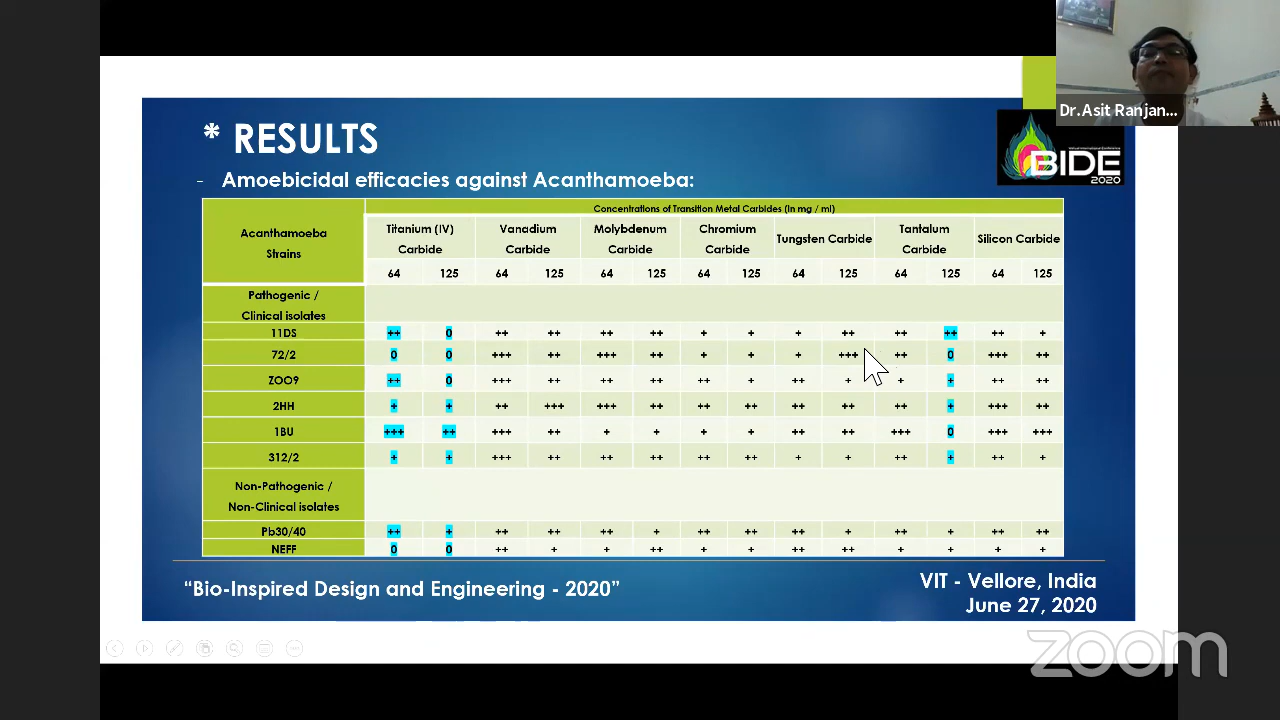 Dr.Asit Ranjan...
* RESULTS
BIDE
2020
- Amoebicidal efficacies against Acanthamoeba:
Acanthamoeba Strains Concentrations of Transition Metal Carbides (in mg / ml)
Titanium (IV) Carbide Vanadium Carbide Molybdenum Carbide Chromium Carbide Tungsten Carbide Tantalum Carbide Silicon Carbide
64 125 64 125 64 125 64 125 64 125 64 125 64 125
Pathogenic /
Clinical isolates
11DS ++ 0 ++ ++ ++ ++ + + + ++ ++ ++ ++ +
72/2 0 0 +++ ++ +++ ++ + + + +++ ++ 0 +++ ++
ZOO9 ++ 0 +++ ++ ++ ++ ++ + ++ + + + ++ ++
2HH + + ++ +++ +++ ++ ++ ++ ++ ++ ++ + +++ ++
1BU +++ ++ +++ ++ + + + + ++ ++ +++ 0 +++ +++
312/2 + + +++ ++ ++ ++ ++ ++ + + ++ + ++ +
Non-Pathogenic /
Non-Clinical isolates
Pb30/40 ++ + ++ ++ ++ + ++ ++ ++ + ++ + ++ ++
NEFF 0 0 ++ + + ++ + + ++ ++ + + + +
"Bio-Inspired Design and Engineering - 2020"
VIT - Vellore, India
June 27, 2020
zoom